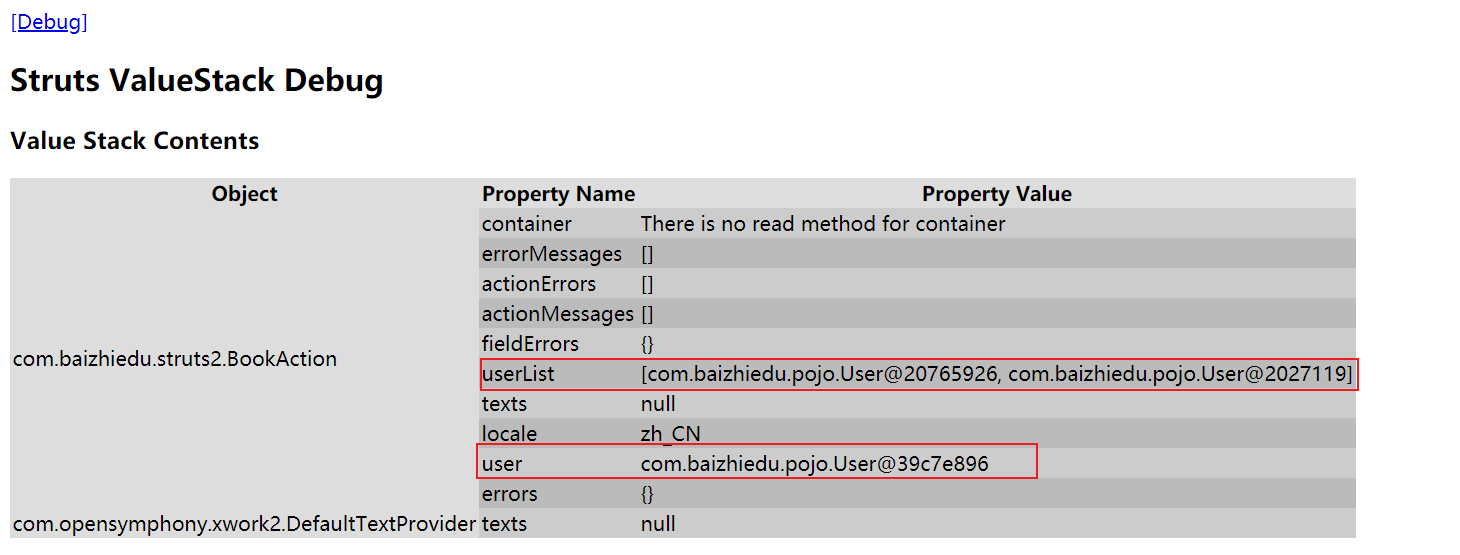 [Debug]
Struts ValueStack Debug
Value Stack Contents
Object Property Name Property Value
container There is no read method for container
errorMessages []
actionErrors []
actionMessages []
fieldErrors {}
com.baizhiedu.struts2.BookAction
userList [com.baizhiedu.pojo.User@20765926, com.baizhiedu.pojo.User@2027119]
texts null
locale zh_CN
user com.baizhiedu.pojo.User@39c7e896
errors {}
com.opensymphony.xwork2.DefaultTextProvider texts null